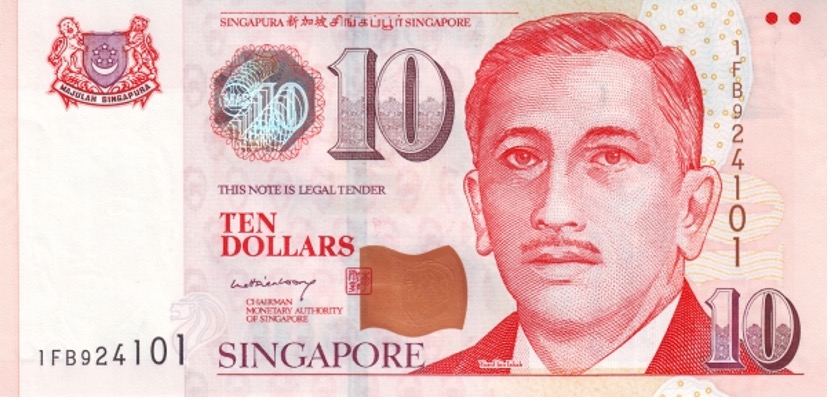 SINGAPURA 新加坡 சிங்கப்பூர் SINGAPORE
MAJULAH SINGAPURA
10
10
1FB924101
THIS NOTE IS LEGAL TENDER
TEN
DOLLARS
CHAIRMAN
MONETARY AUTHORITY
OF SINGAPORE
1FB924101
SINGAPORE
10